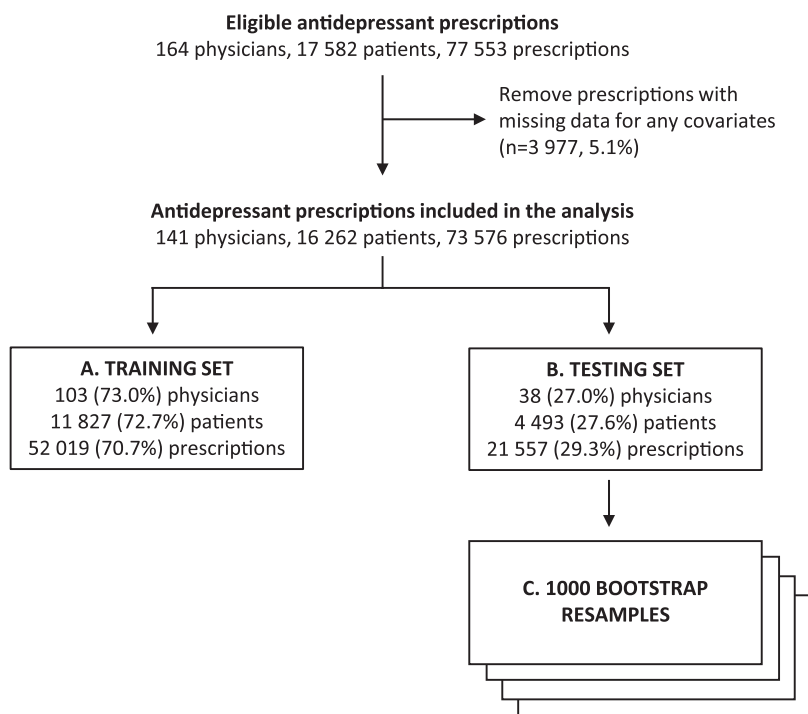 Eligible antidepressant prescriptions
164 physicians, 17 582 patients, 77 553 prescriptions
Remove prescriptions with
missing data for any covariates
(n=3 977, 5.1%)
Antidepressant prescriptions included in the analysis
141 physicians, 16 262 patients, 73 576 prescriptions
A. TRAINING SET
103 (73.0%) physicians
11 827 (72.7%) patients
52 019 (70.7%) prescriptions
B. TESTING SET
38 (27.0%) physicians
4 493 (27.6%) patients
21 557 (29.3%) prescriptions
C. 1000 BOOTSTRAP
RESAMPLES